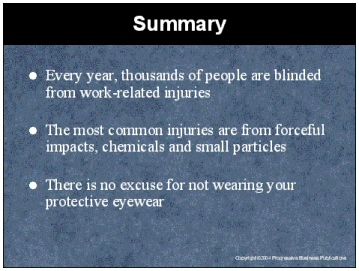 Summary
• Every year, thousands of people are blinded
from work-related injuries
• The most common injuries are from forceful
impacts, chemicals and small particles
• There is no excuse for not wearing your
protective eyewear
Copyright ©2004 Progressive Business Publications